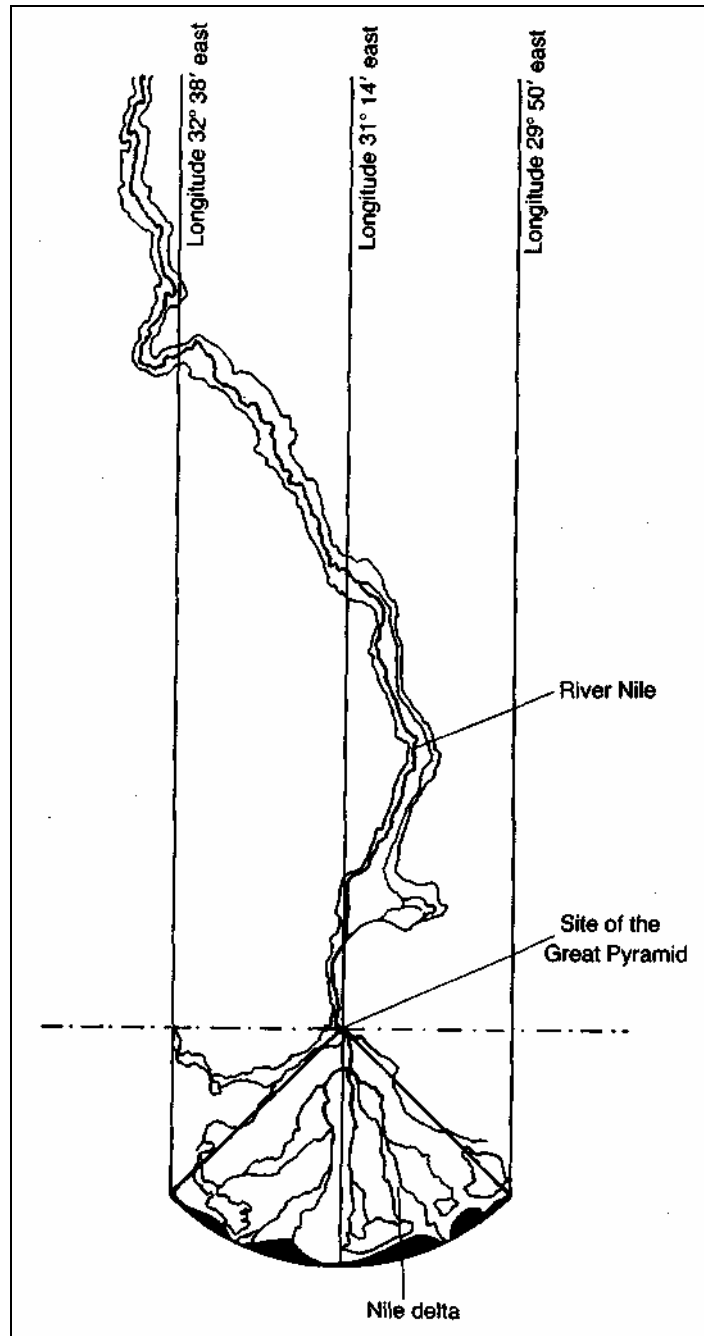 Longitude 32° 38′ east
Longitude 31° 14′ east
Longitude 29° 50′ east
River Nile
Site of the
Great Pyramid
Nile delta